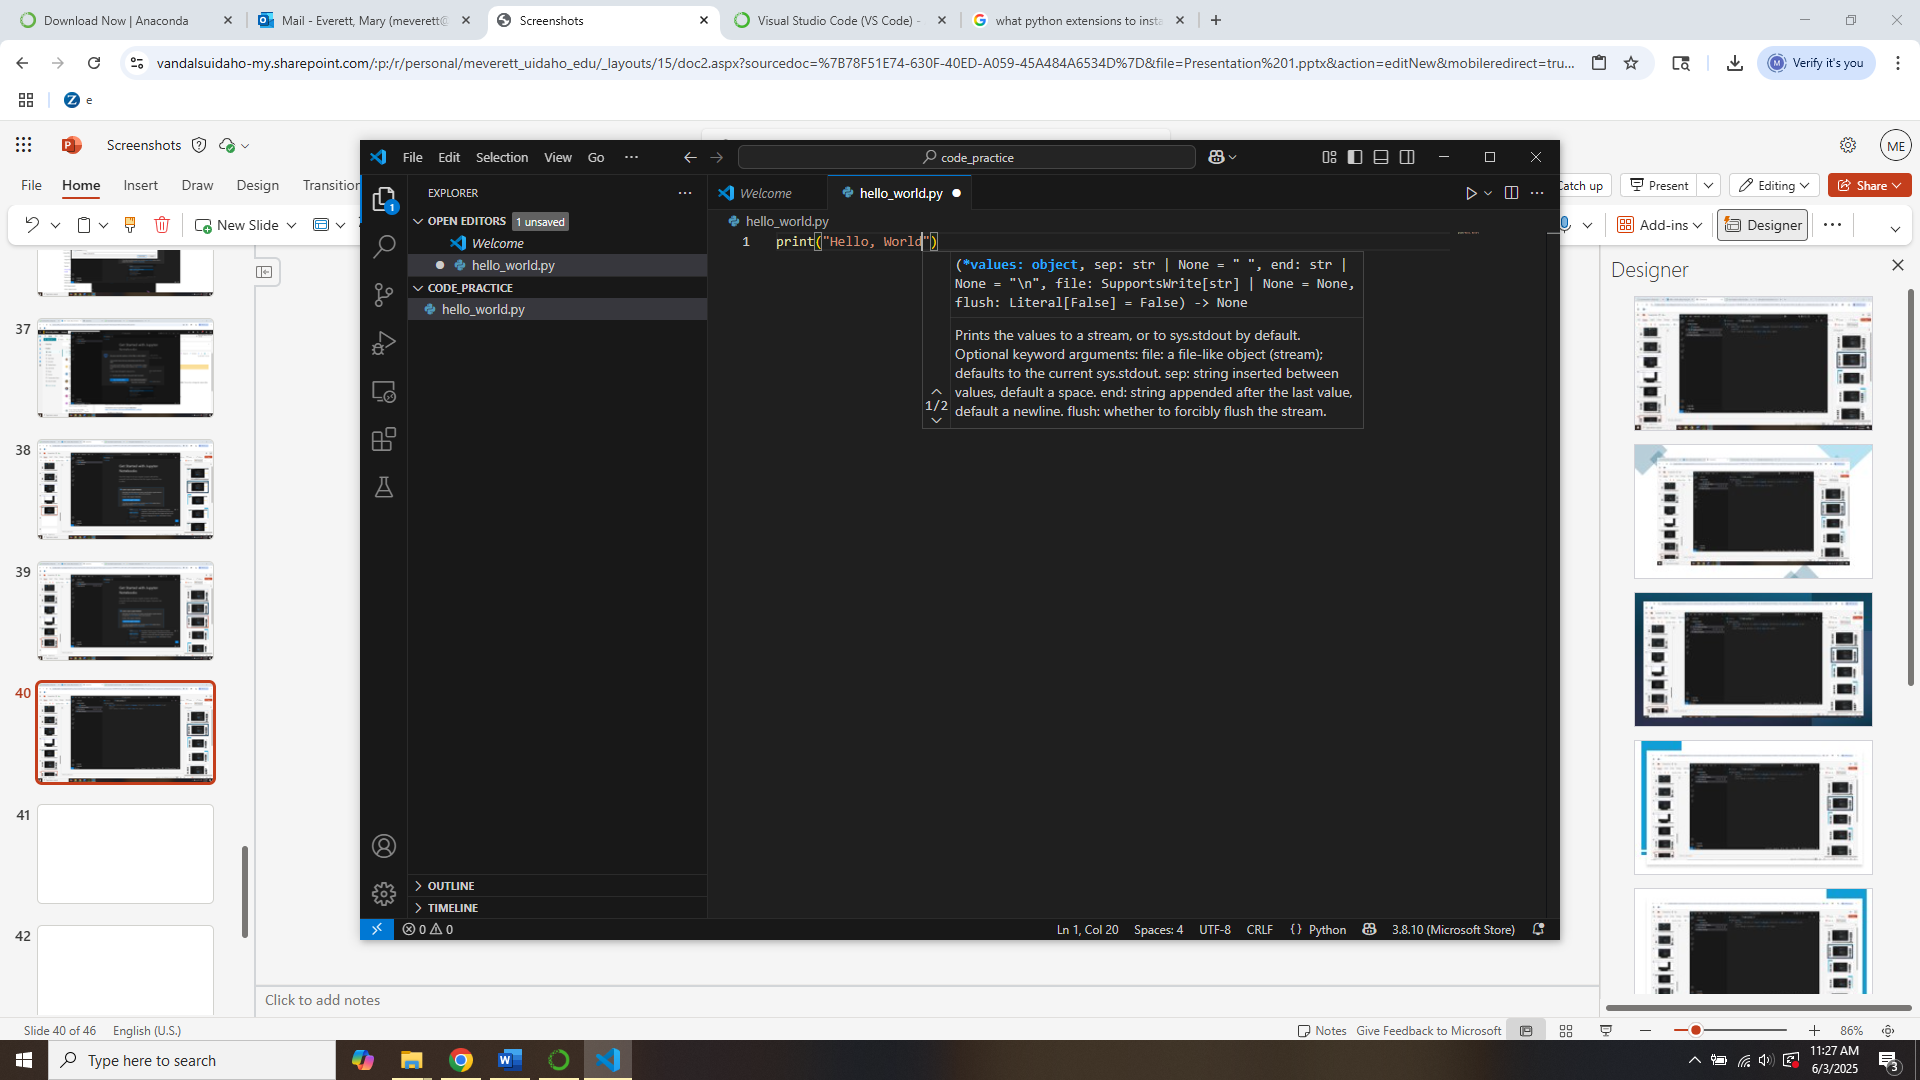 Download Now | Anaconda
Mail - Everett, Mary (meverett@
Screenshots
Visual Studio Code (VS Code) -
what python extensions to insta
vandalsuidaho-my.sharepoint.com/:p:/r/personal/meverett_uidaho_edu/_layouts/15/doc2.aspx?sourcedoc=%7B78F51E74-630F-40ED-A059-45A484A6534D%7D&file=Presentation%201.pptx&action=editNew&mobileredirect=tru...
Verify it's you
e
Screenshots
ME
File
Home
Insert
Draw
Design
Transition
Catch up
Present
Editing
Share
New Slide
Add-ins
Designer
File
Edit
Selection
View
Go
code_practice
EXPLORER
OPEN EDITORS
1 unsaved
Welcome
hello_world.py
CODE_PRACTICE
hello_world.py
OUTLINE
TIMELINE
Welcome
hello_world.py
hello_world.py
1
print("Hello, World")
(*values: object, sep: str | None = " ", end: str |
None = "\n", file: SupportsWrite[str] | None = None,
flush: Literal[False] = False) -> None
1/2
Prints the values to a stream, or to sys.stdout by default.
Optional keyword arguments: file: a file-like object (stream);
defaults to the current sys.stdout. sep: string inserted between
values, default a space. end: string appended after the last value,
default a newline. flush: whether to forcibly flush the stream.
1
0
0
Ln 1, Col 20
Spaces: 4
UTF-8
CRLF
{ } Python
3.8.10 (Microsoft Store)
Designer
37
38
39
40
41
42
Click to add notes
Slide 40 of 46
English (U.S.)
Notes
Give Feedback to Microsoft
86%
Type here to search
11:27 AM
6/3/2025
3